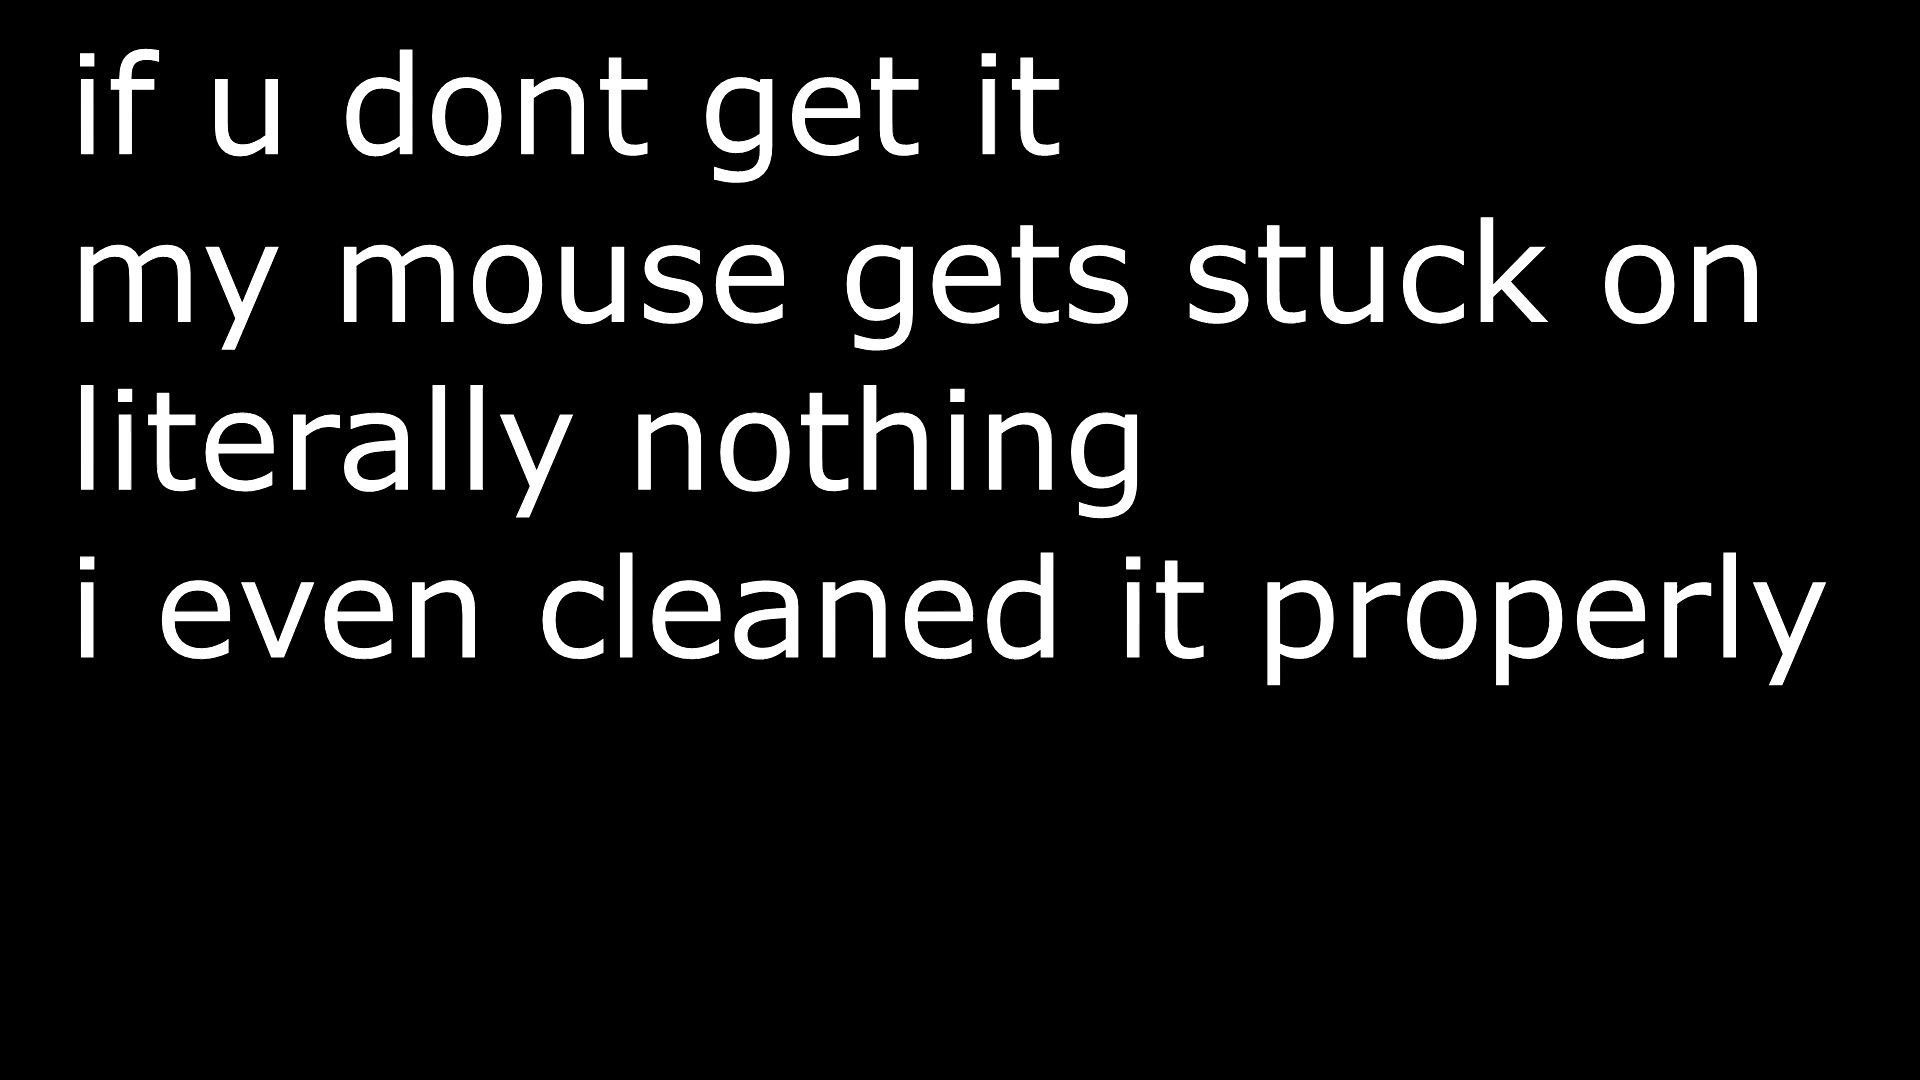 if u dont get it
my mouse gets stuck on
literally nothing
i even cleaned it properly